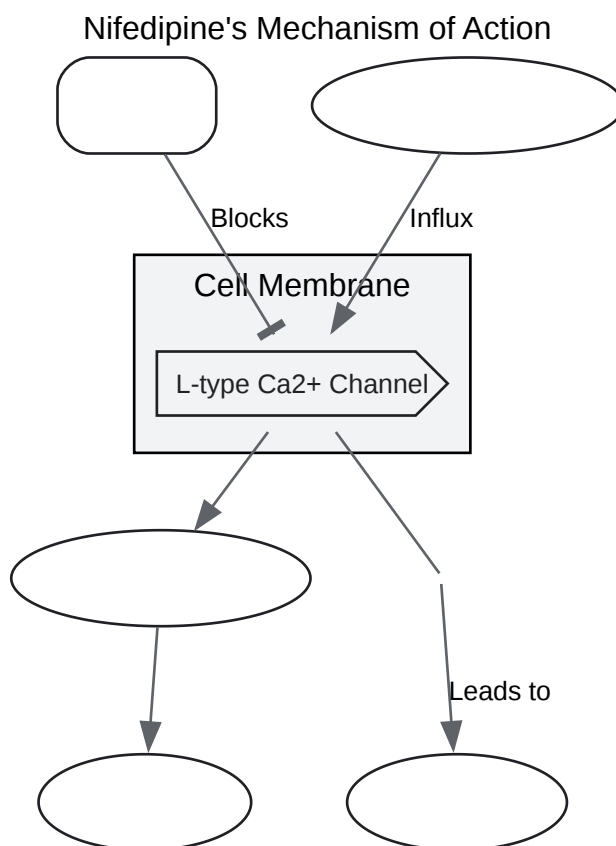 Nifedipine's Mechanism of Action
Blocks
Influx
Cell Membrane
L-type Ca2+ Channel
Leads to